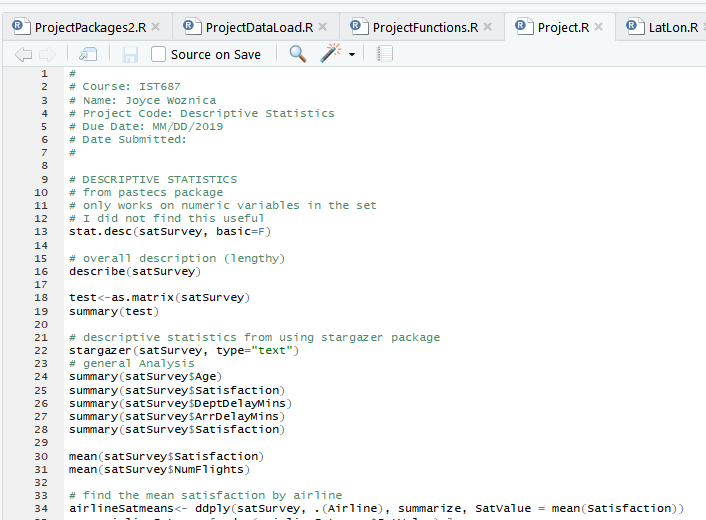 ProjectPackages2.R ProjectDataLoad.R ProjectFunctions.R Project.R LatLon.R
Source on Save
1 #
2 # Course: IST687
3 # Name: Joyce Woznica
4 # Project Code: Descriptive Statistics
5 # Due Date: MM/DD/2019
6 # Date Submitted:
7 #
8
9 # DESCRIPTIVE STATISTICS
10 # from pastecs package
11 # only works on numeric variables in the set
12 # I did not find this useful
13 stat.desc(satSurvey, basic=F)
14
15 # overall description (lengthy)
16 describe(satSurvey)
17
18 test<-as.matrix(satSurvey)
19 summary(test)
20
21 # descriptive statistics from using stargazer package
22 stargazer(satSurvey, type="text")
23 # general Analysis
24 summary(satSurvey$Age)
25 summary(satSurvey$Satisfaction)
26 summary(satSurvey$DeptDelayMins)
27 summary(satSurvey$ArrDelayMins)
28 summary(satSurvey$Satisfaction)
29
30 mean(satSurvey$Satisfaction)
31 mean(satSurvey$NumFlights)
32
33 # find the mean satisfaction by airline
34 airlineSatmeans<- ddply(satSurvey, .(Airline), summarize, SatValue = mean(Satisfaction))